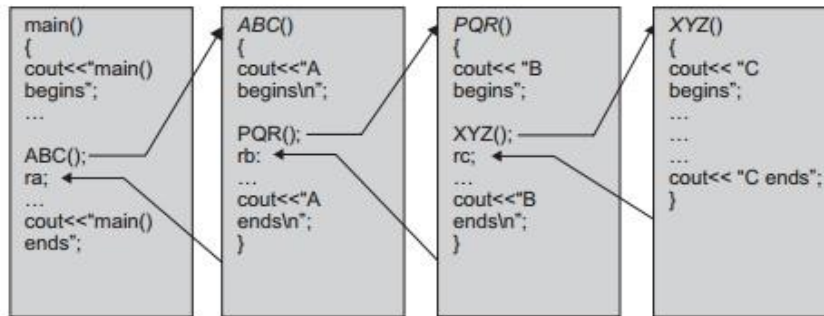 main()
{
cout<<“main()
begins”;
…
ABC();
ra;
…
cout<<“main()
ends”;
ABC()
{
cout<<“A
begins\n”;
PQR();
rb:
…
cout<<“A
ends\n”;
}
PQR()
{
cout<< “B
begins”;
XYZ();
rc;
…
cout<<“B
ends\n”;
}
XYZ()
{
cout<< “C
begins”;
…
…
…
cout<< “C ends”;
}